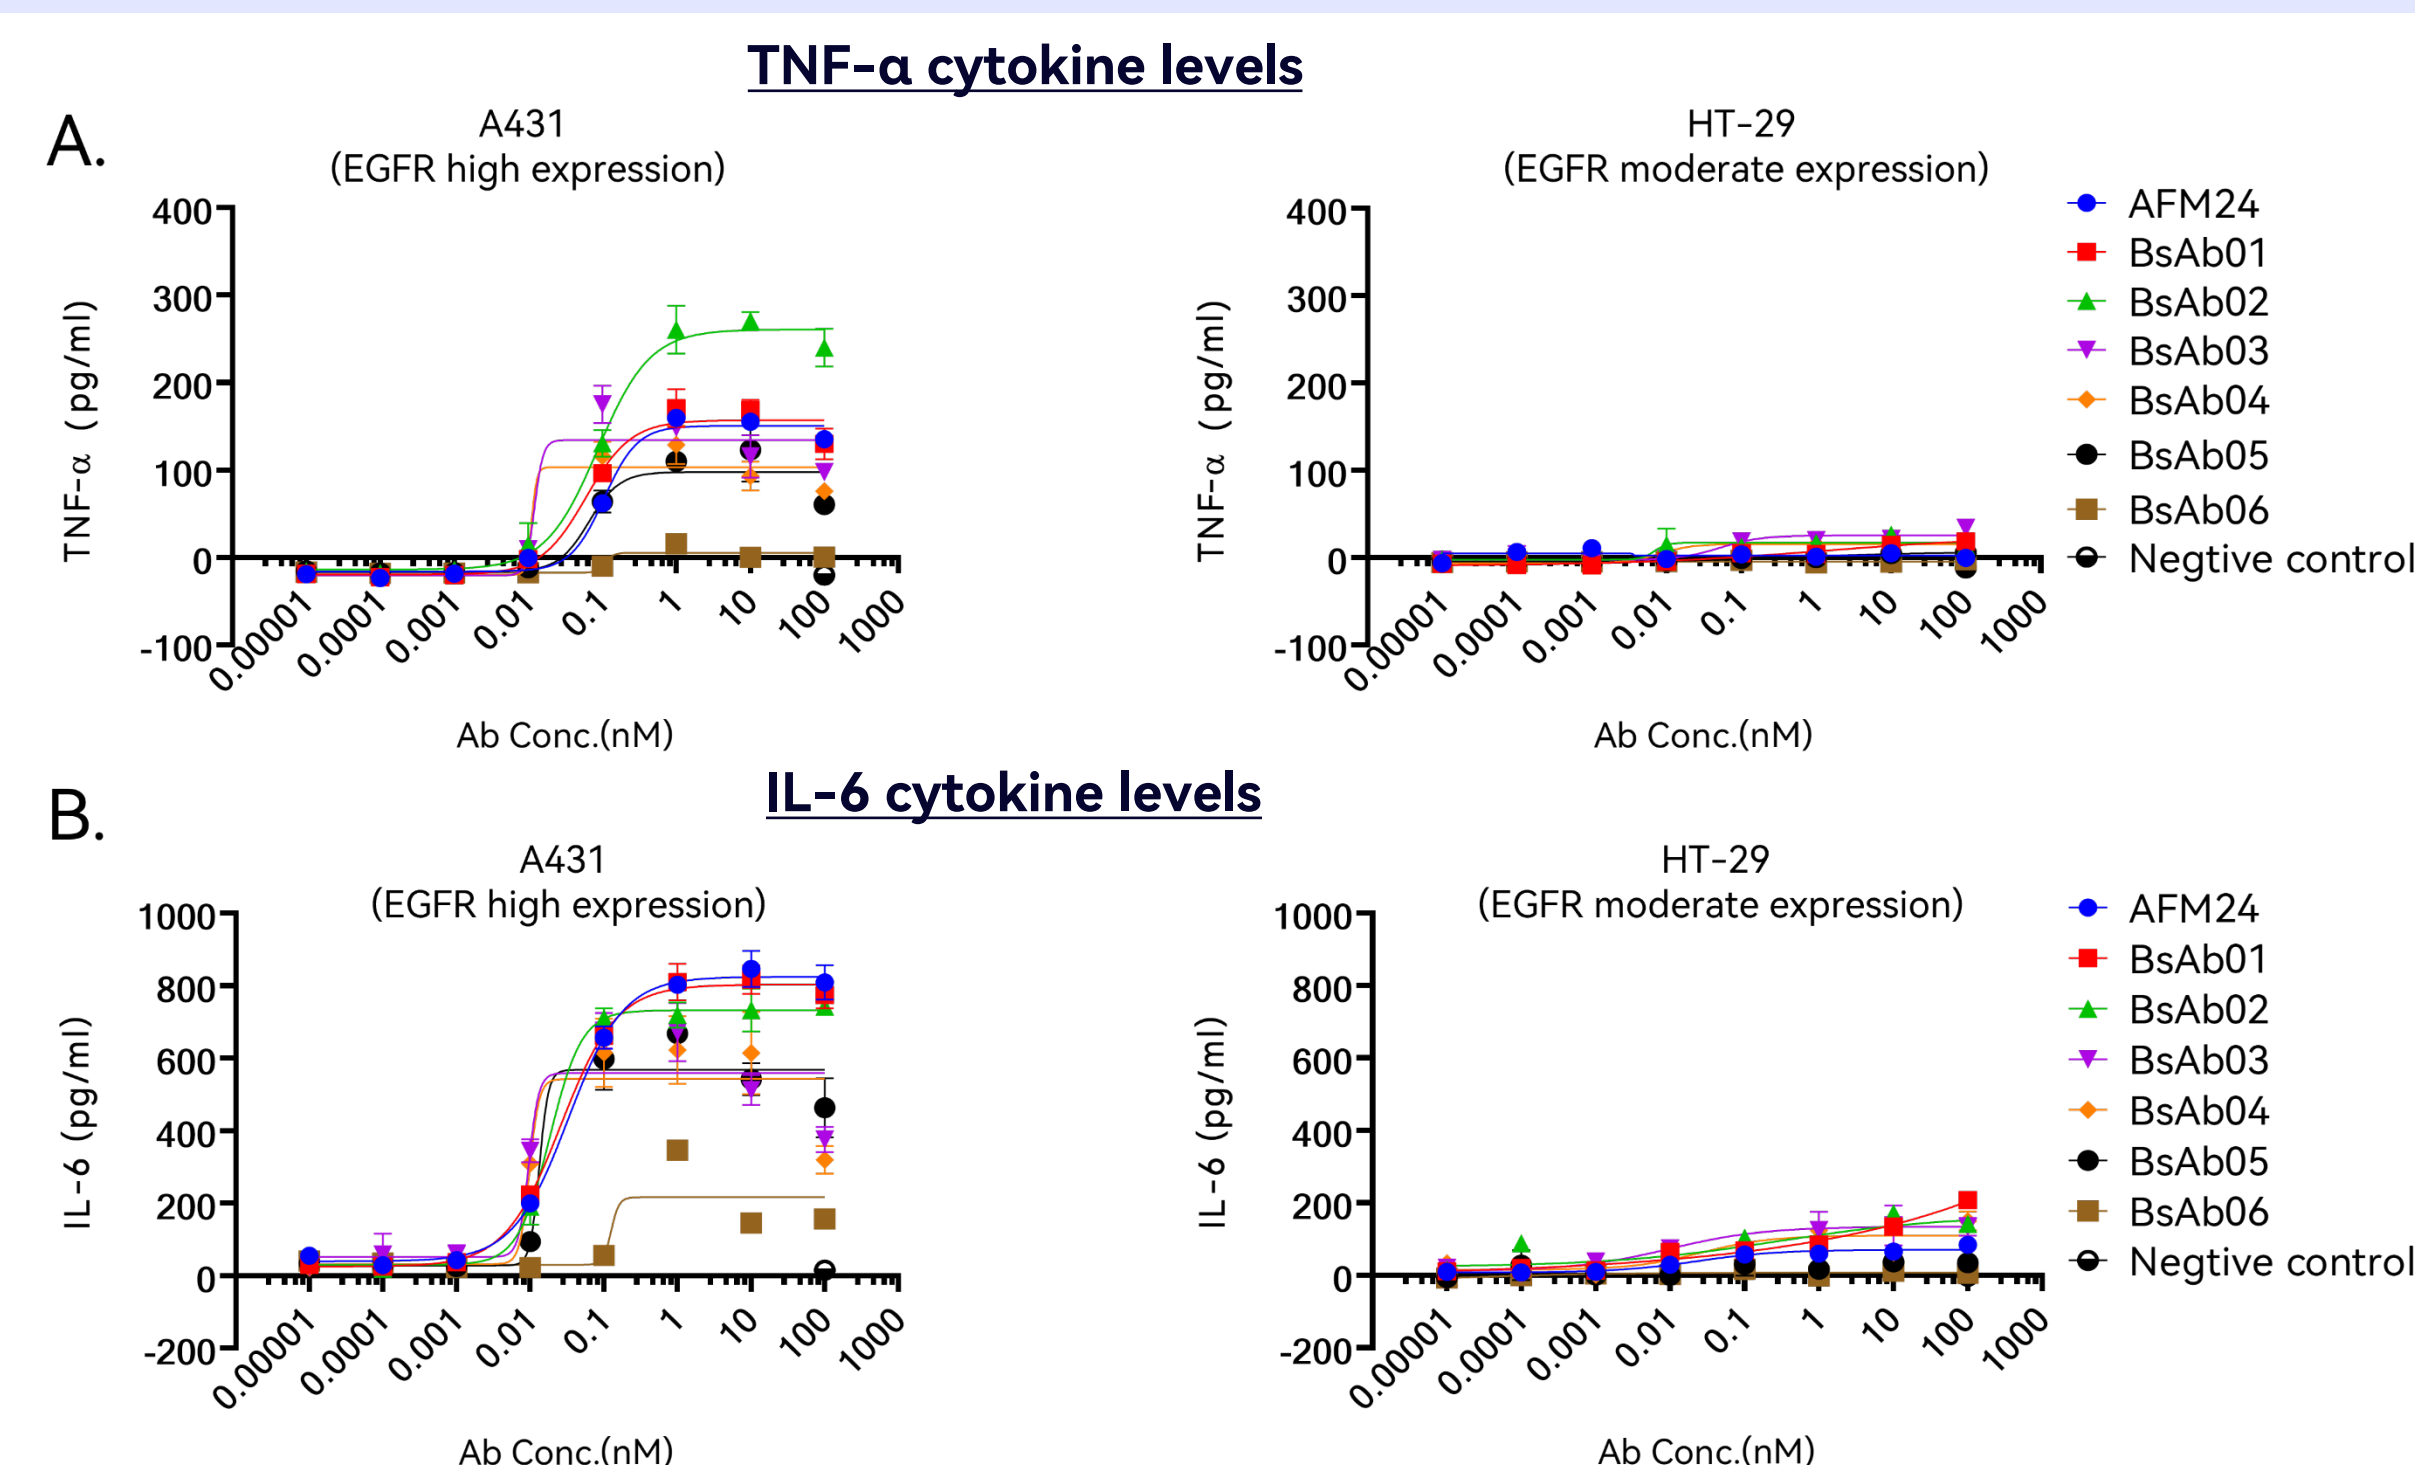 TNF-α cytokine levels
A.
A431
(EGFR high expression)
400
300
200
100
0
-100
TNF-α (pg/ml)
0.00001
0.0001
0.001
0.01
0.1
1
10
100
1000
Ab Conc.(nM)
HT-29
(EGFR moderate expression)
400
300
200
100
0
-100
TNF-α (pg/ml)
0.00001
0.0001
0.001
0.01
0.1
1
10
100
1000
Ab Conc.(nM)
AFM24
BsAb01
BsAb02
BsAb03
BsAb04
BsAb05
BsAb06
Negtive control
IL-6 cytokine levels
B.
A431
(EGFR high expression)
1000
800
600
400
200
0
-200
IL-6 (pg/ml)
0.00001
0.0001
0.001
0.01
0.1
1
10
100
1000
Ab Conc.(nM)
HT-29
(EGFR moderate expression)
1000
800
600
400
200
0
-200
IL-6 (pg/ml)
0.00001
0.0001
0.001
0.01
0.1
1
10
100
1000
Ab Conc.(nM)
AFM24
BsAb01
BsAb02
BsAb03
BsAb04
BsAb05
BsAb06
Negtive control